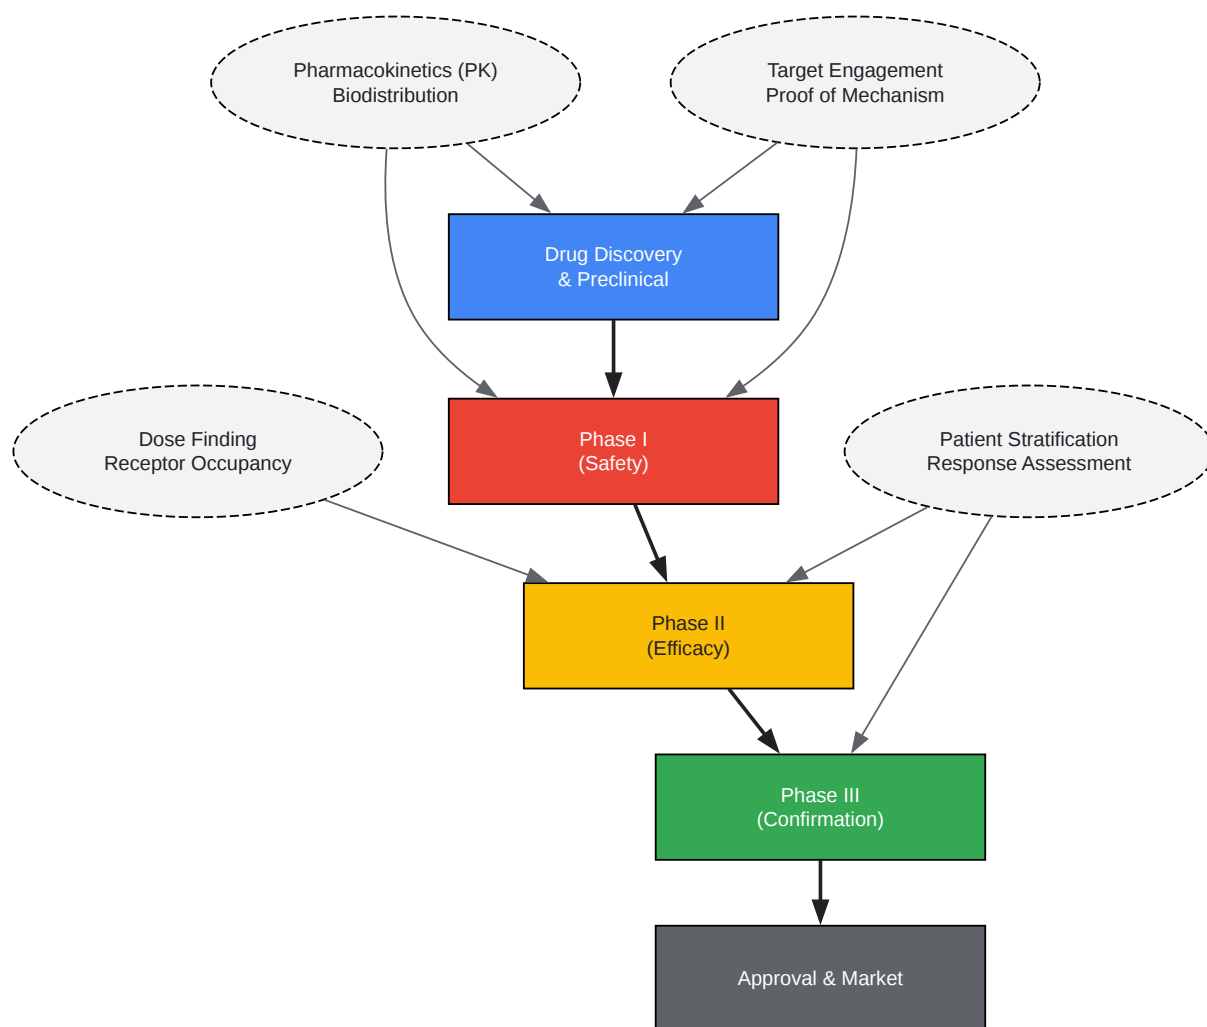 Pharmacokinetics (PK)
Biodistribution
Target Engagement
Proof of Mechanism
Drug Discovery
& Preclinical
Dose Finding
Receptor Occupancy
Phase I
(Safety)
Patient Stratification
Response Assessment
Phase II
(Efficacy)
Phase III
(Confirmation)
Approval & Market